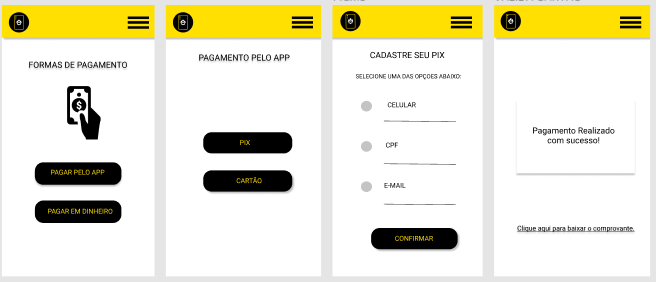 FORMAS DE PAGAMENTO
PAGAR PELO APP
PAGAR EM DINHEIRO
PAGAMENTO PELO APP
PIX
CARTÃO
CADASTRE SEU PIX
SELECIONE UMA DAS OPÇOES ABAIXO:
CELULAR
CPF
E-MAIL
CONFIRMAR
Pagamento Realizado
com sucesso!
Clique aqui para baixar o comprovante.